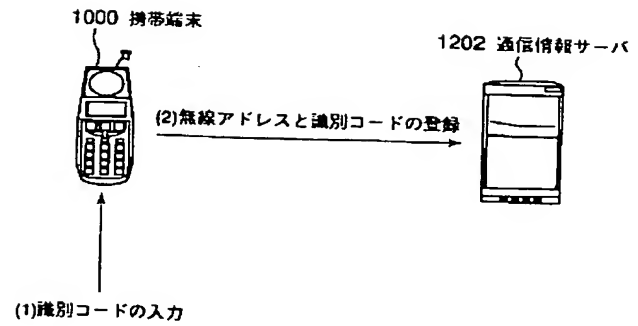 1000 携帯端末
1202 通信情報サーバ
(2)無線アドレスと識別コードの登録
(1)識別コードの入力